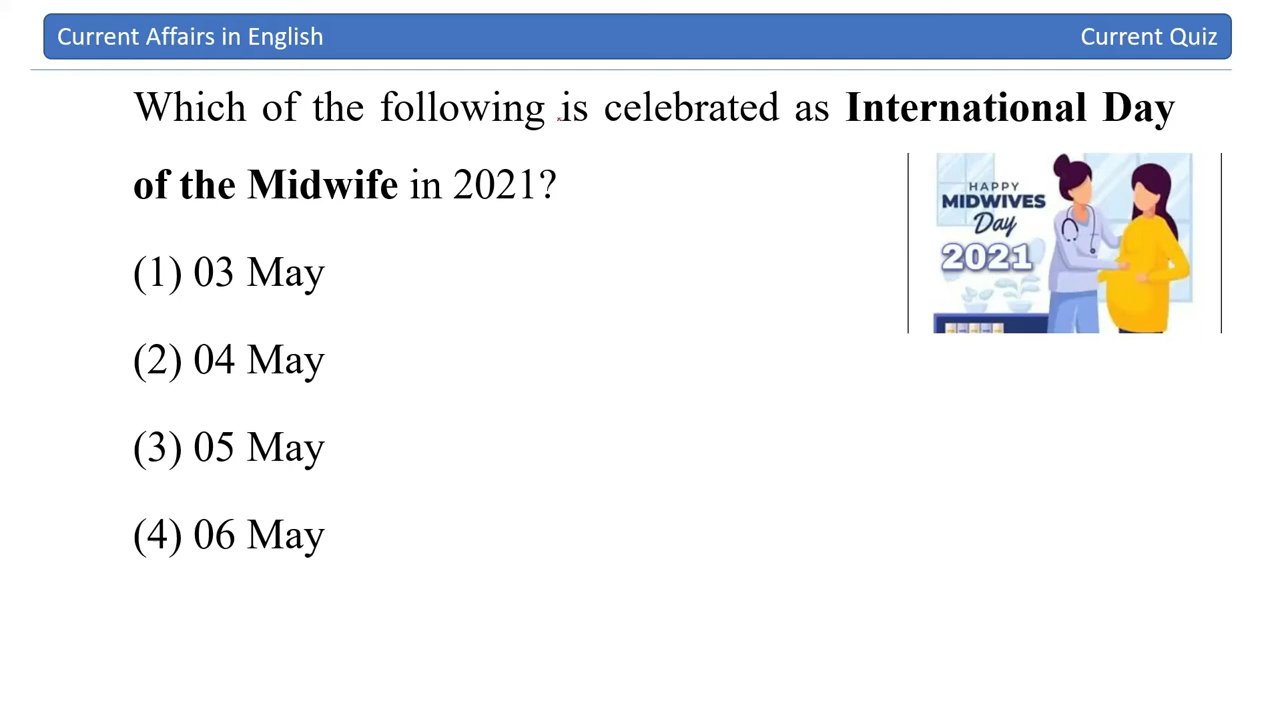 Current Affairs in English Current Quiz
Which of the following is celebrated as International Day
of the Midwife in 2021?
HAPPY
MIDWIVES
Day
2021
(1) 03 May
(2) 04 May
(3) 05 May
(4) 06 May